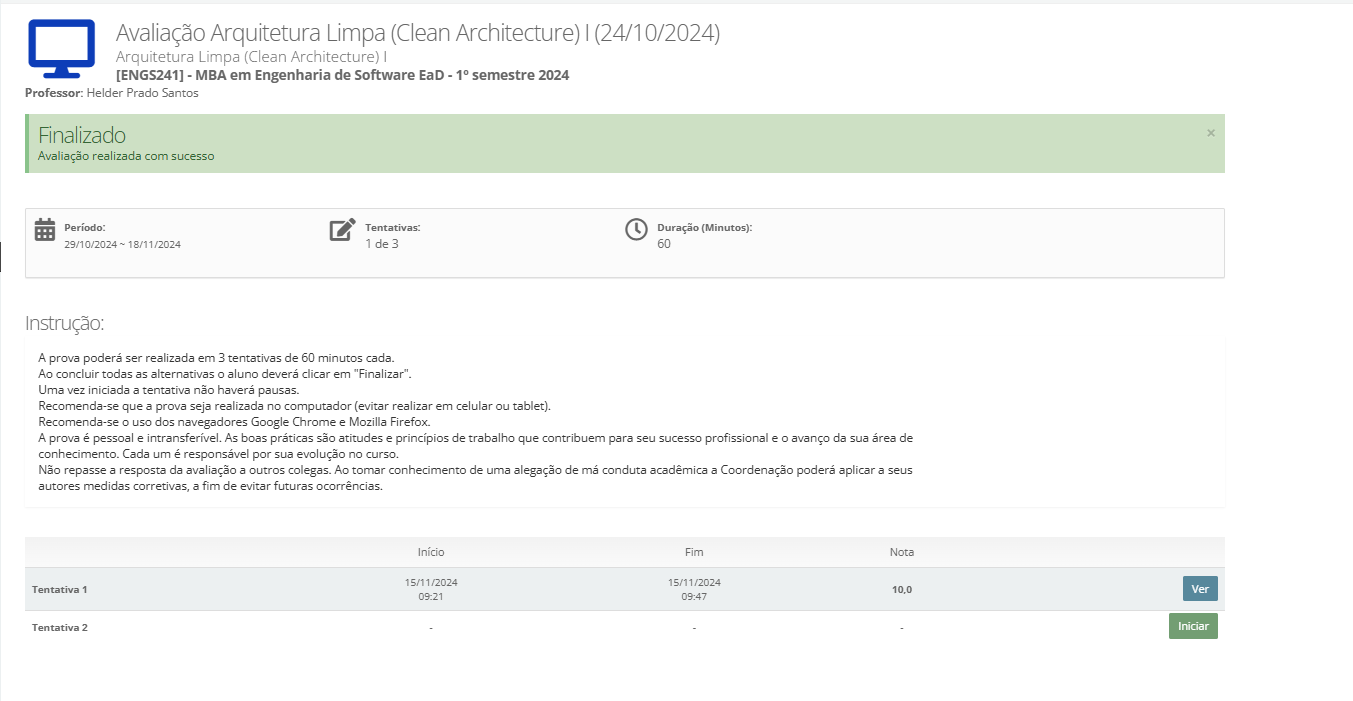 Avaliação Arquitetura Limpa (Clean Architecture) I (24/10/2024)
Arquitetura Limpa (Clean Architecture) I
[ENGS241] - MBA em Engenharia de Software EaD - 1º semestre 2024
Professor: Helder Prado Santos
Finalizado
×
Avaliação realizada com sucesso
Período:
29/10/2024 ~ 18/11/2024
Tentativas:
1 de 3
Duração (Minutos):
60
Instrução:
A prova poderá ser realizada em 3 tentativas de 60 minutos cada.
Ao concluir todas as alternativas o aluno deverá clicar em "Finalizar".
Uma vez iniciada a tentativa não haverá pausas.
Recomenda-se que a prova seja realizada no computador (evitar realizar em celular ou tablet).
Recomenda-se o uso dos navegadores Google Chrome e Mozilla Firefox.
A prova é pessoal e intransferível. As boas práticas são atitudes e princípios de trabalho que contribuem para seu sucesso profissional e o avanço da sua área de
conhecimento. Cada um é responsável por sua evolução no curso.
Não repasse a resposta da avaliação a outros colegas. Ao tomar conhecimento de uma alegação de má conduta acadêmica a Coordenação poderá aplicar a seus
autores medidas corretivas, a fim de evitar futuras ocorrências.
Início Fim Nota
Tentativa 1 15/11/2024 09:21 15/11/2024 09:47 10,0 Ver
Tentativa 2 - - - Iniciar